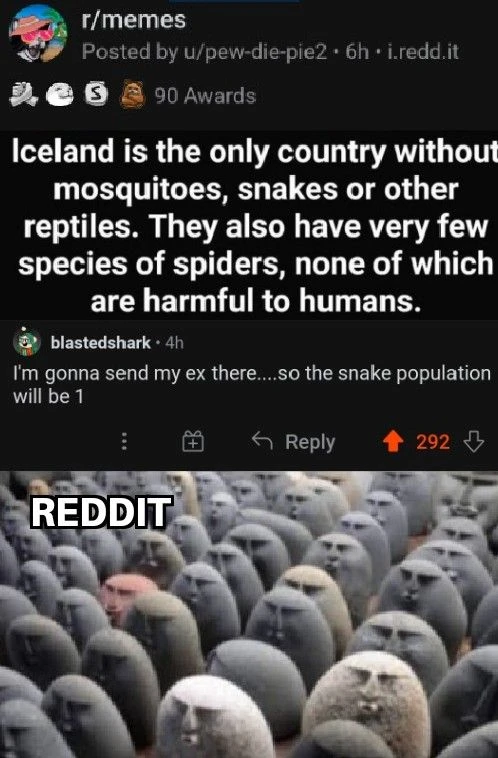 r/memes
Posted by u/pew-die-pie2 • 6h • i.redd.it
S 90 Awards
Iceland is the only country without
mosquitoes, snakes or other
reptiles. They also have very few
species of spiders, none of which
are harmful to humans.
blastedshark • 4h
I'm gonna send my ex there....so the snake population
will be 1
Reply 292
REDDIT